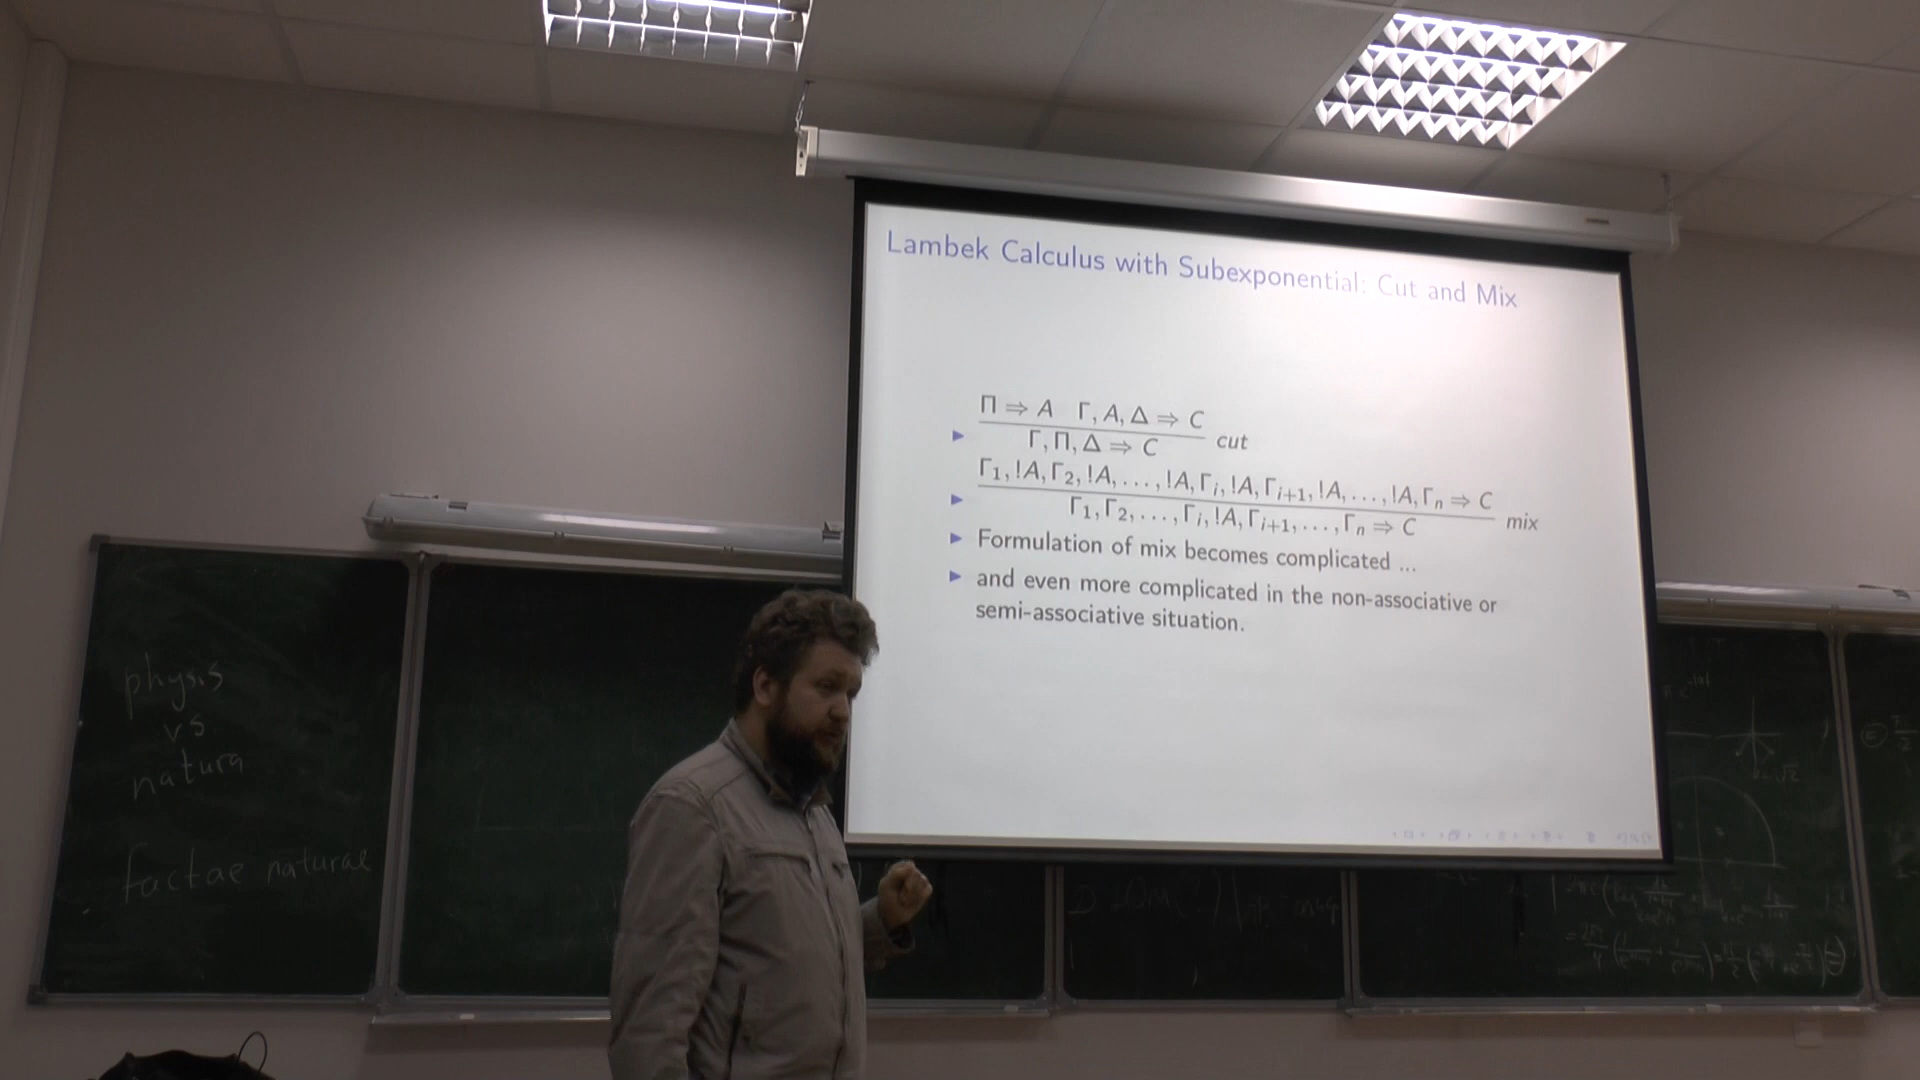 Lambek Calculus with Subexponential: Cut and Mix
Π ⇒ A Γ, A, Δ ⇒ C
Γ, Π, Δ ⇒ C cut
Γ₁, !A, Γ₂, !A, . . . , !A, Γᵢ, !A, Γᵢ₊₁, !A, . . . , !A, Γₙ ⇒ C
Γ₁, Γ₂, . . . , Γᵢ, !A, Γᵢ₊₁, . . . , Γₙ ⇒ C mix
Formulation of mix becomes complicated ...
and even more complicated in the non-associative or
semi-associative situation.
physis
vs
natura
factae naturae